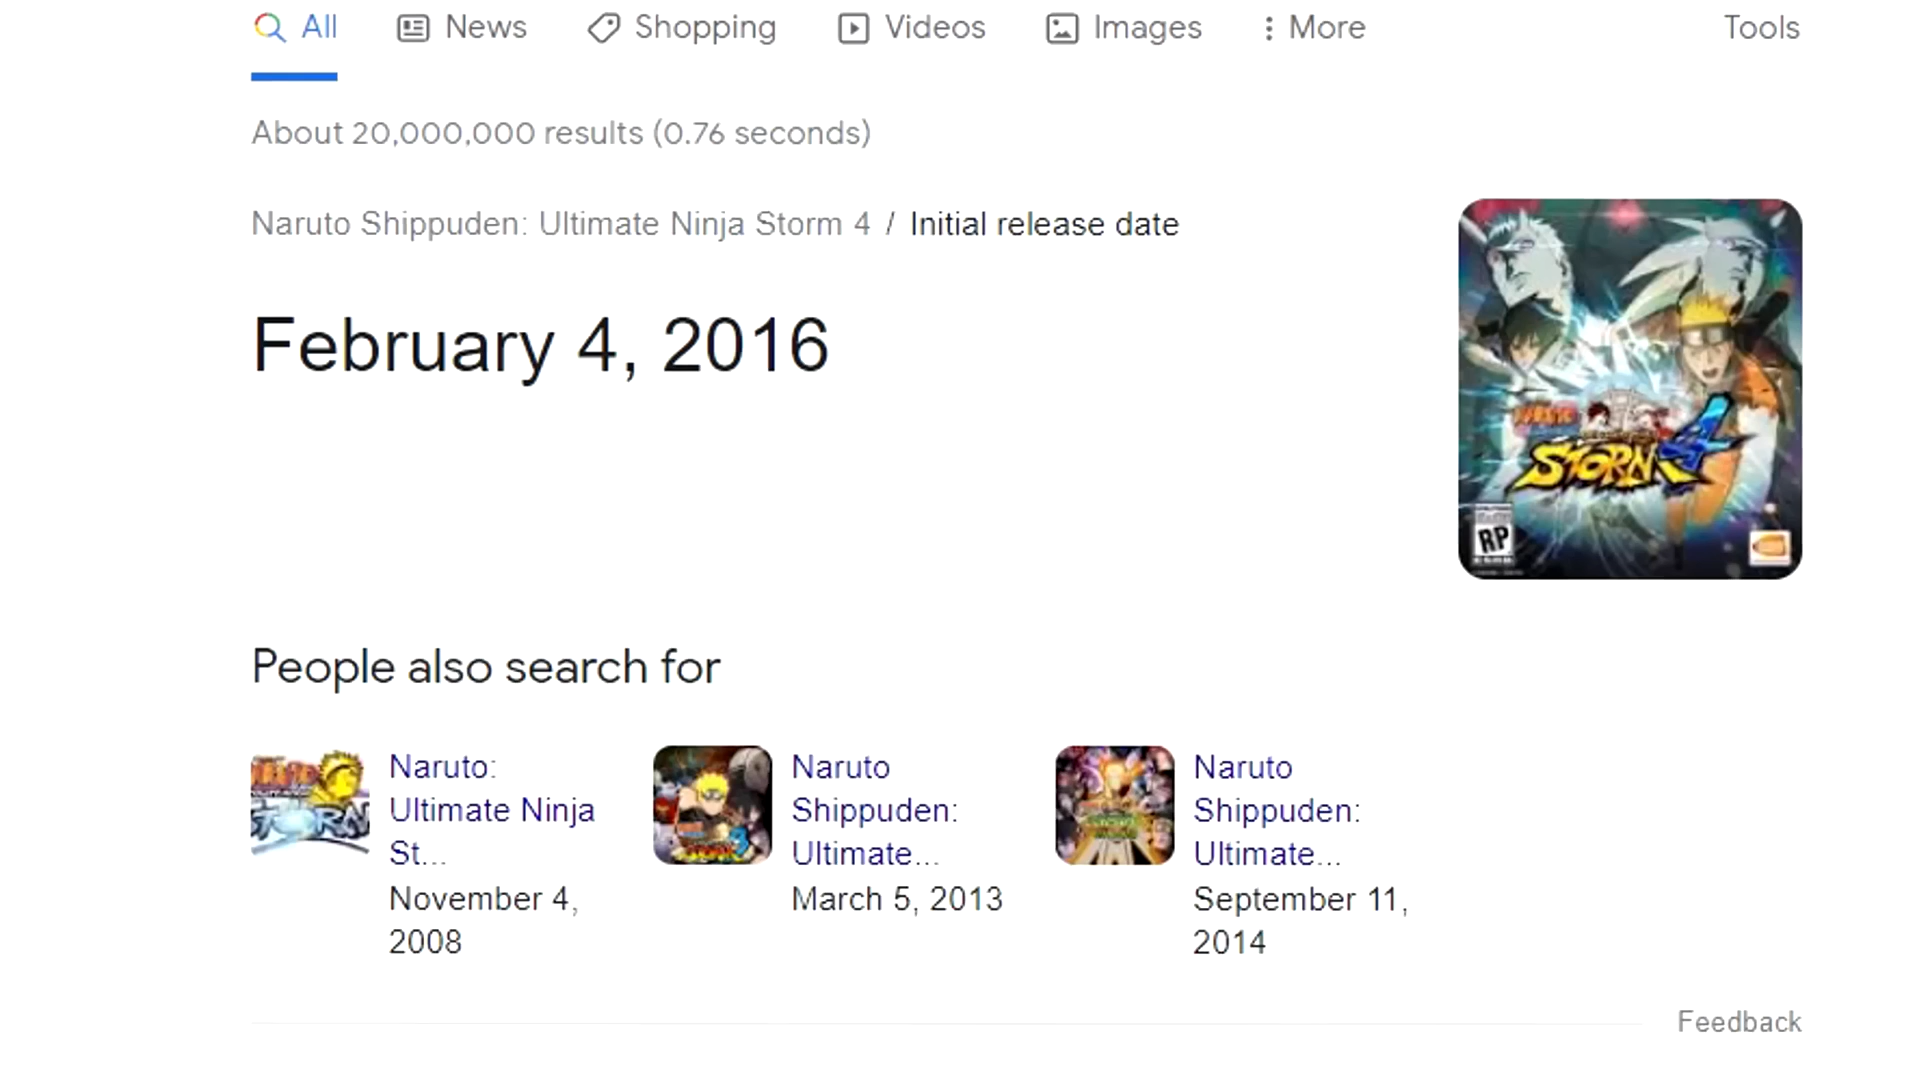 All News Shopping Videos Images More Tools
About 20,000,000 results (0.76 seconds)
Naruto Shippuden: Ultimate Ninja Storm 4 / Initial release date
February 4, 2016
STORM 4
RP
People also search for
Naruto:
Ultimate Ninja
St...
November 4,
2008
Naruto
Shippuden:
Ultimate...
March 5, 2013
Naruto
Shippuden:
Ultimate...
September 11,
2014
Feedback